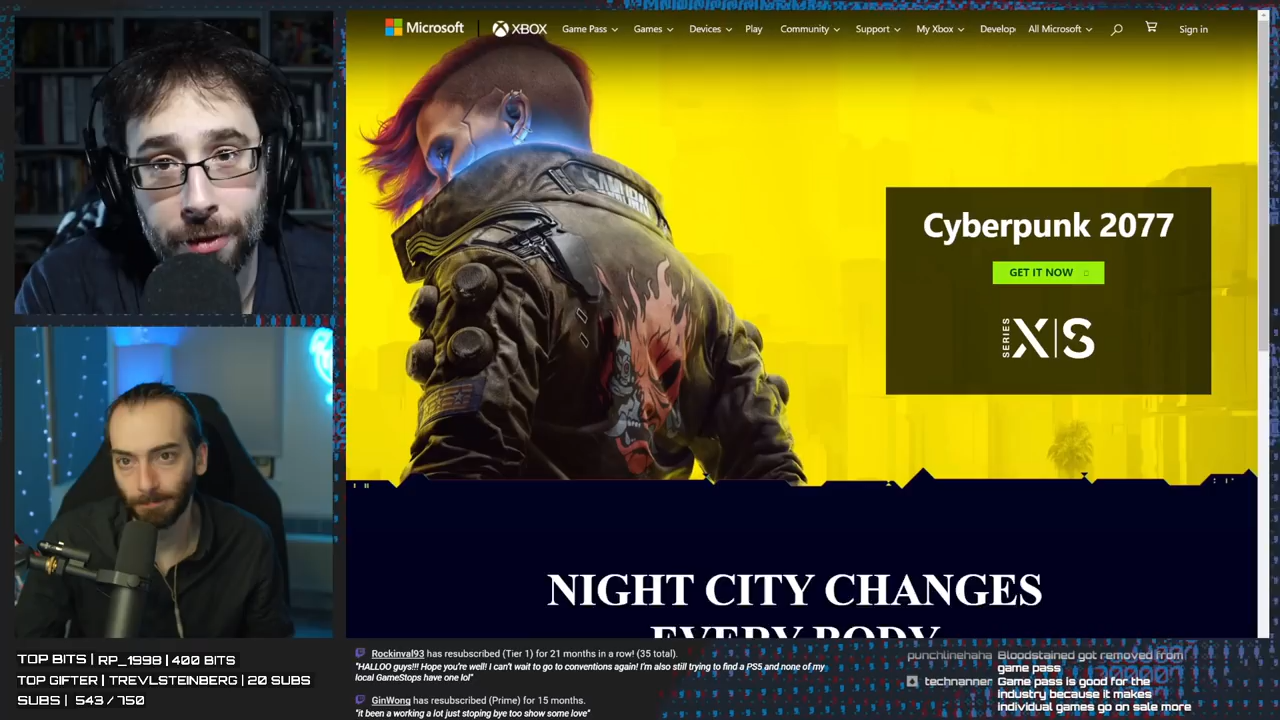 Microsoft XBOX Game Pass Games Devices Play Community Support My Xbox Develop All Microsoft Sign in
SAMURAI
Cyberpunk 2077
GET IT NOW
SERIES X|S
NIGHT CITY CHANGES
EVERY BODY
TOP BITS | RP_1998 | 400 BITS
TOP GIFTER | TREVLSTEINBERG | 20 SUBS
SUBS | 543 / 750
Rockinval93 has resubscribed (Tier 1) for 21 months in a row! (35 total).
"HALLOO guys!!! Hope you're well! I can't wait to go to conventions again! I'm also still trying to find a PS5 and none of my
local GameStops have one lol"
GinWong has resubscribed (Prime) for 15 months.
"it been a working a lot just stoping bye too show some love"
punchlinehaha Bloodstained got removed from
game pass
technanner Game pass is good for the
industry because it makes
individual games go on sale more